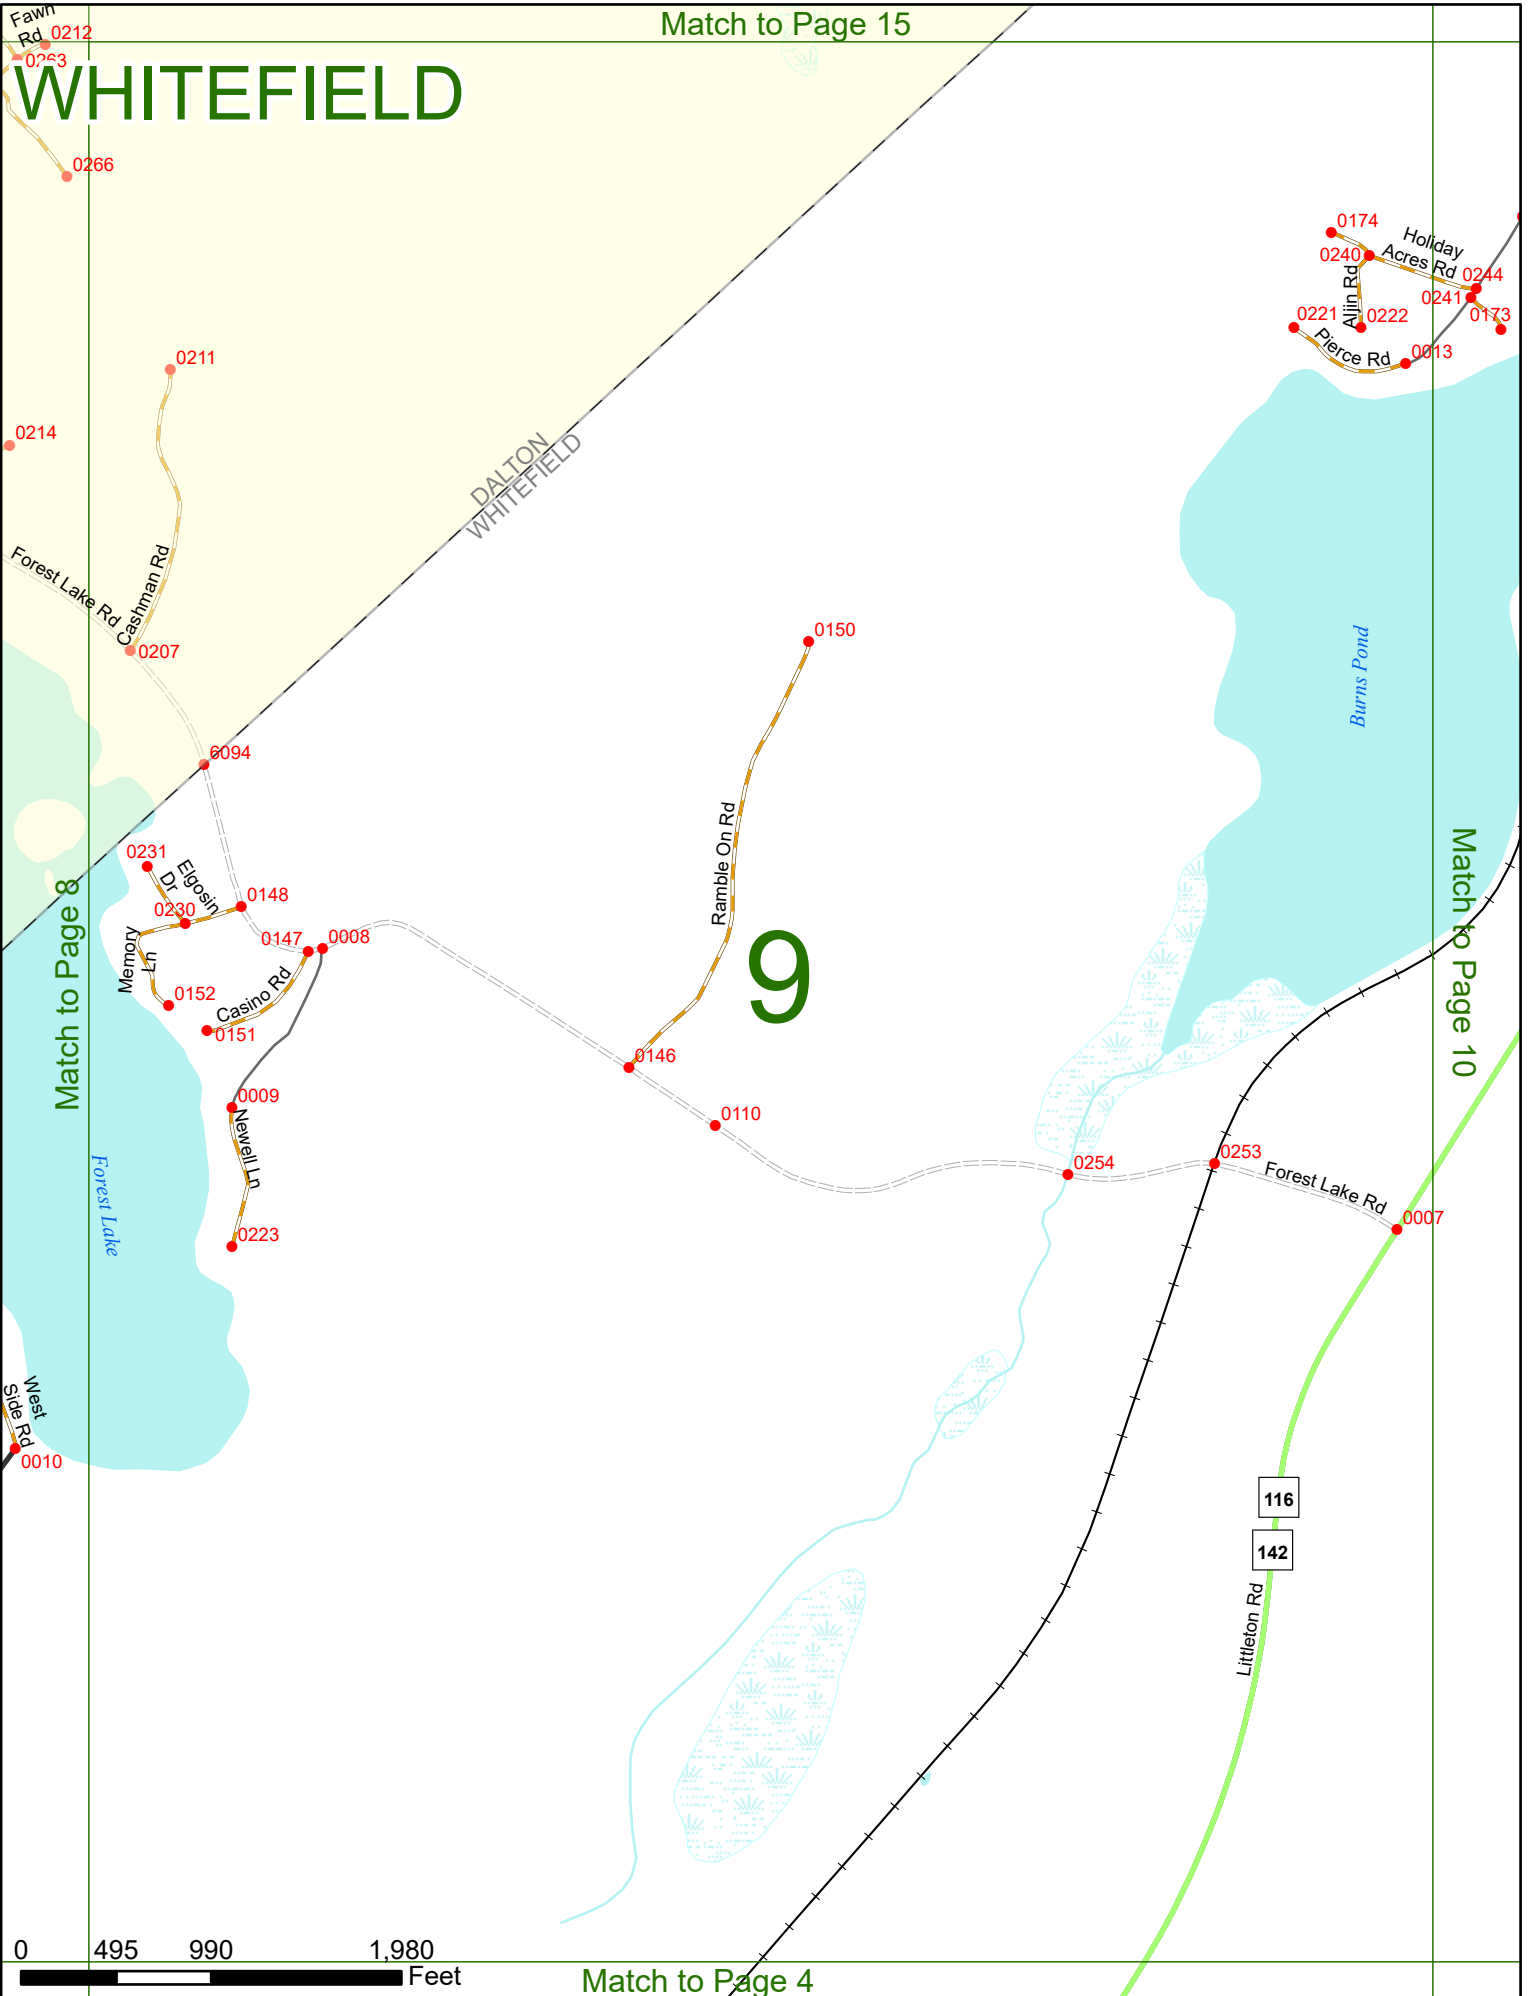 Match to Page 15
Fawn
Rd
0212
0263
WHITEFIELD
0266
0174
Holiday
Acres Rd
0240
0244
0241
Aljin Rd
0221
0222
0173
Pierce Rd
0013
0211
0214
DALTON
WHITEFIELD
Forest Lake Rd
Cashman Rd
0207
0150
Burns Pond
6094
Ramble On Rd
0231
Elgosin
Dr
0148
0230
Memory
Ln
0147
0008
0152
Casino Rd
0151
9
Match to Page 8
Match to Page 10
0146
0009
0110
Newell Ln
0254
0253
Forest Lake Rd
0007
Forest Lake
0223
West
Side Rd
0010
116
142
Littleton Rd
0 495 990 1,980
Feet
Match to Page 4